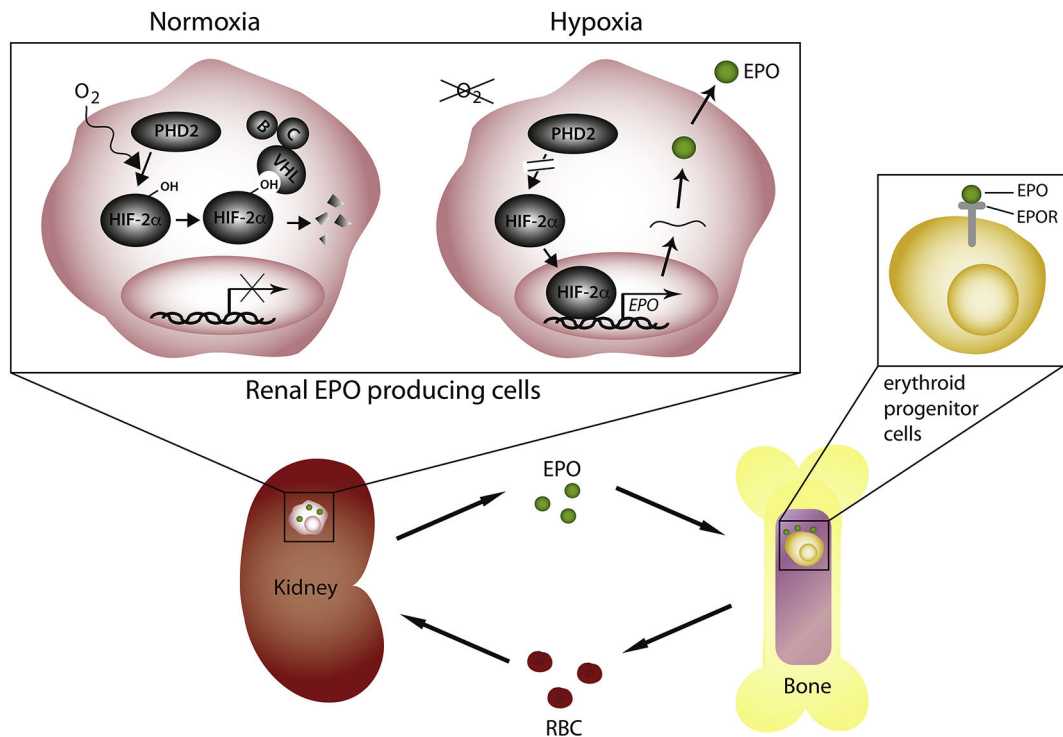 Normoxia
Hypoxia
O2
PHD2
B
C
VHL
OH
HIF-2α
OH
HIF-2α
O2
PHD2
HIF-2α
HIF-2α
EPO
EPO
EPO
EPOR
erythroid
progenitor
cells
Renal EPO producing cells
EPO
Kidney
Bone
RBC